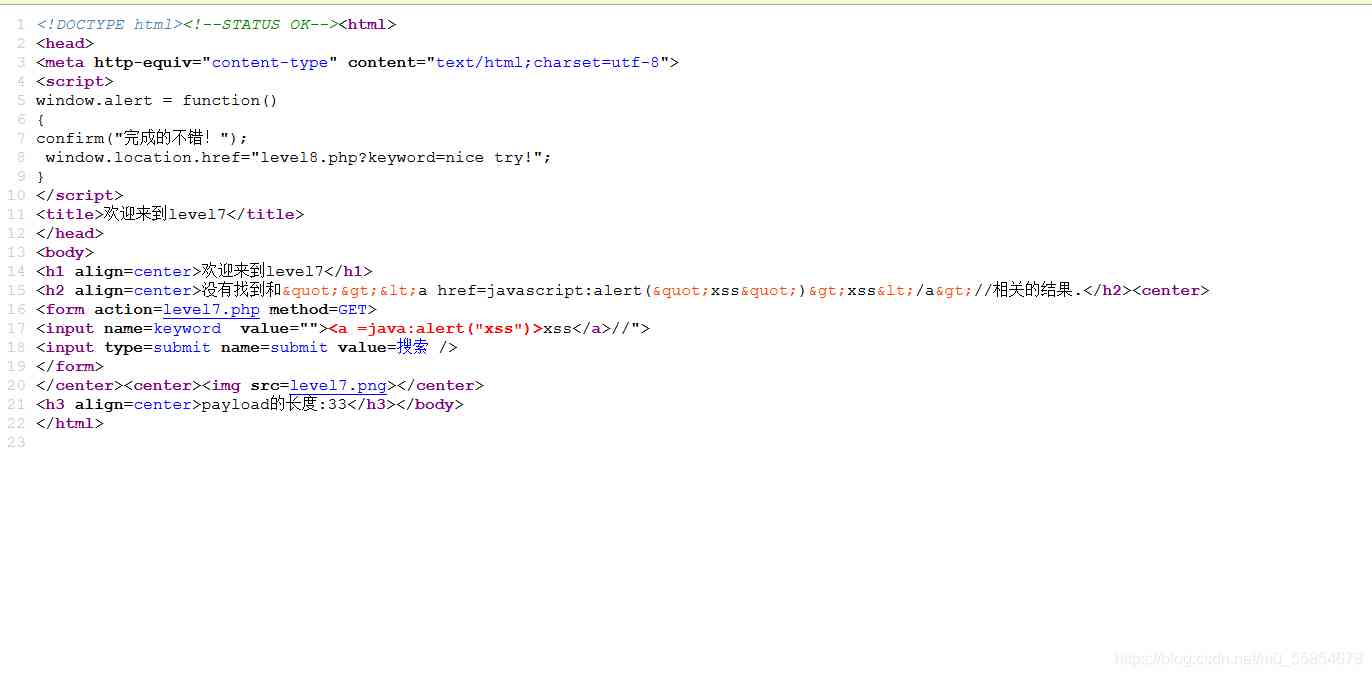 1 <!DOCTYPE html><!--STATUS OK--><html>
2 <head>
3 <meta http-equiv="content-type" content="text/html;charset=utf-8">
4 <script>
5 window.alert = function()
6 {
7 confirm("完成的不错！");
8  window.location.href="level8.php?keyword=nice try!";
9 }
10 </script>
11 <title>欢迎来到level7</title>
12 </head>
13 <body>
14 <h1 align=center>欢迎来到level7</h1>
15 <h2 align=center>没有找到和&quot;&gt;&lt;a href=javascript:alert(&quot;xss&quot;)&gt;xss&lt;/a&gt;//相关的结果.</h2><center>
16 <form action=level7.php method=GET>
17 <input name=keyword  value=""><a =java:alert("xss")>xss</a>//">
18 <input type=submit name=submit value=搜索 />
19 </form>
20 </center><center><img src=level7.png></center>
21 <h3 align=center>payload的长度:33</h3></body>
22 </html>
23
https://blog.csdn.net/m0_55854679